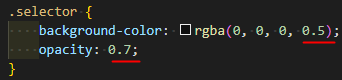 .selector {
background-color: rgba(0, 0, 0, 0.5);
opacity: 0.7;
}